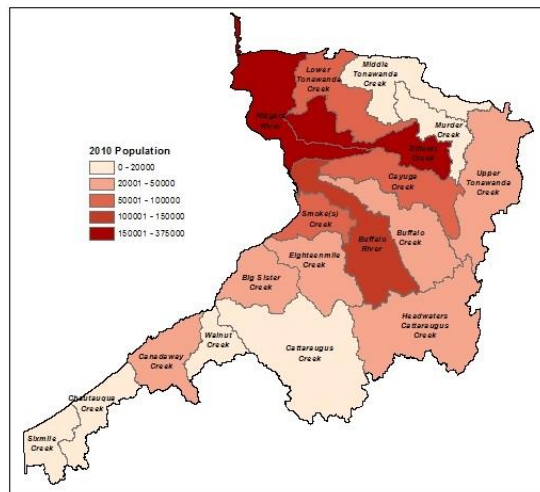 2010 Population
0 - 20000
20001 - 50000
50001 - 100000
100001 - 150000
150001 - 375000
Lower
Tonawanda
Creek
Middle
Tonawanda
Creek
Niagara
River
Murder
Creek
Ellicott
Creek
Upper
Tonawanda
Creek
Cayuga
Creek
Smoke(s)
Creek
Buffalo
River
Buffalo
Creek
Eighteenmile
Creek
Big Sister
Creek
Headwaters
Cattaraugus
Creek
Walnut
Creek
Cattaraugus Creek
Canadaway
Creek
Chautauqua
Creek
Sixmile
Creek